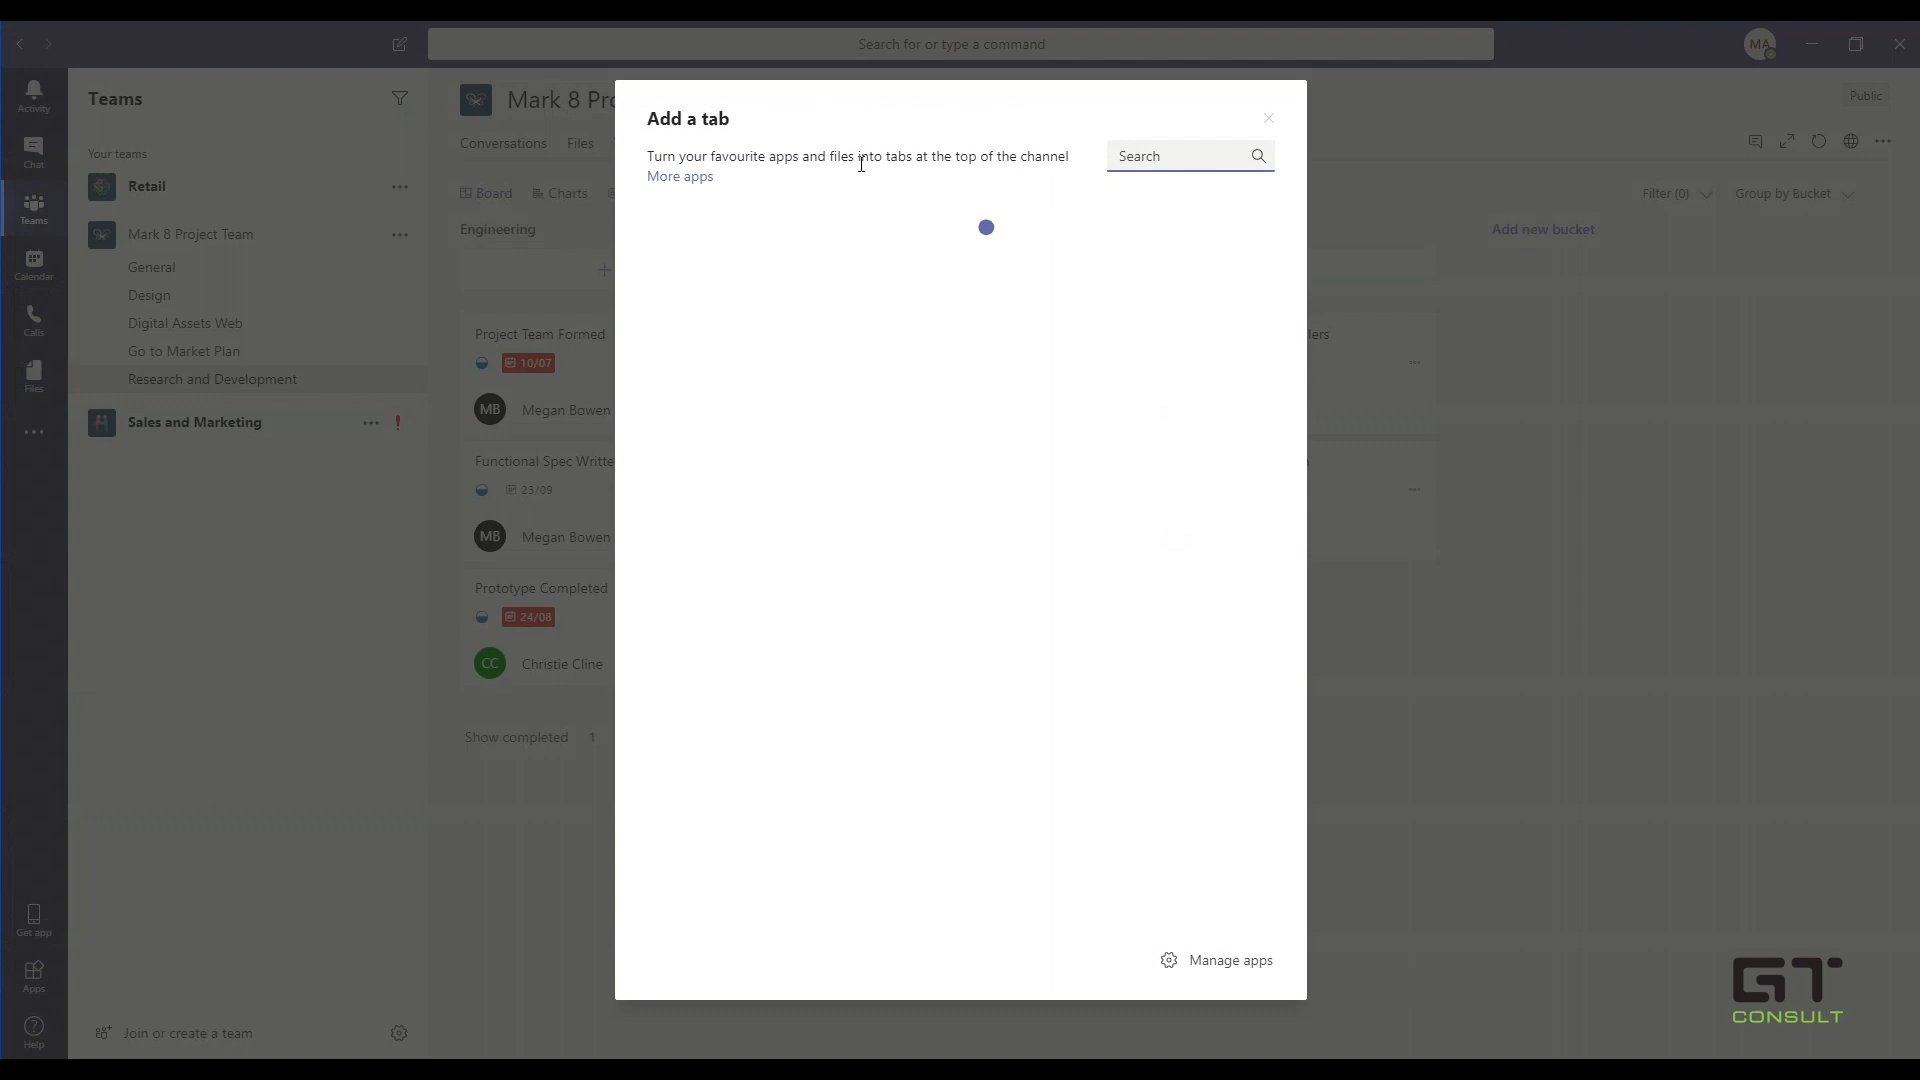 Search for or type a command
MA
Activity
Chat
Teams
Calendar
Calls
Files
Get app
Apps
Help
Teams
Your teams
Retail
Mark 8 Project Team
General
Design
Digital Assets Web
Go to Market Plan
Research and Development
Sales and Marketing
Join or create a team
Mark 8 Pro
Public
Conversations Files
Board Charts
Filter (0) Group by Bucket
Engineering
Add new bucket
Project Team Formed
10/07
MB Megan Bowen
Functional Spec Writte
23/09
MB Megan Bowen
Prototype Completed
24/08
CC Christie Cline
Show completed 1
lers
Add a tab
Turn your favourite apps and files into tabs at the top of the channel
More apps
Search
Manage apps
GT
CONSULT